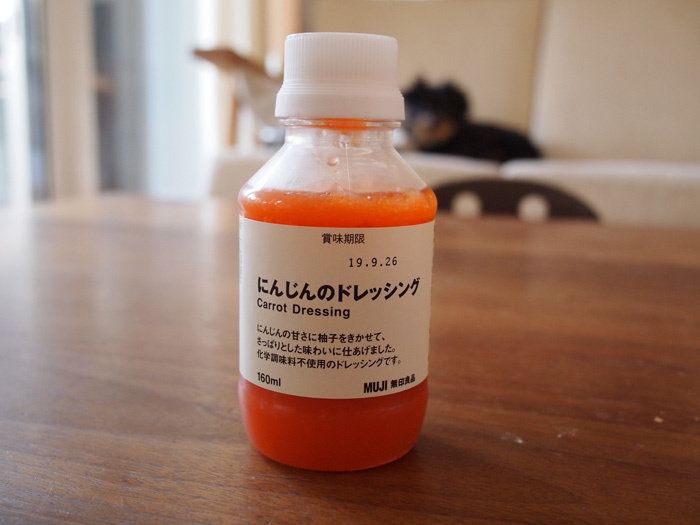 賞味期限
19.9.26
にんじんのドレッシング
Carrot Dressing
にんじんの甘さに柚子をきかせて、
さっぱりとした味わいに仕あげました。
化学調味料不使用のドレッシングです。
160ml
MUJI 無印良品